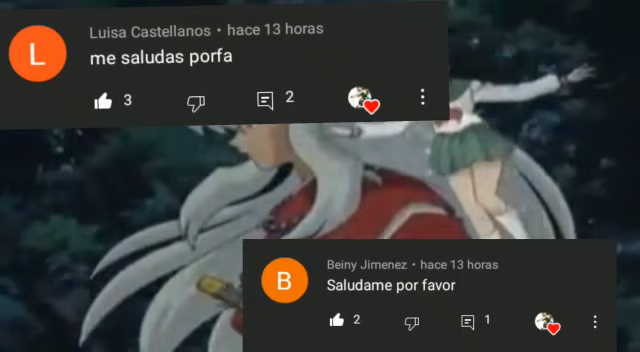 L
Luisa Castellanos • hace 13 horas
me saludas porfa
3
2
B
Beiny Jimenez • hace 13 horas
Saludame por favor
2
1